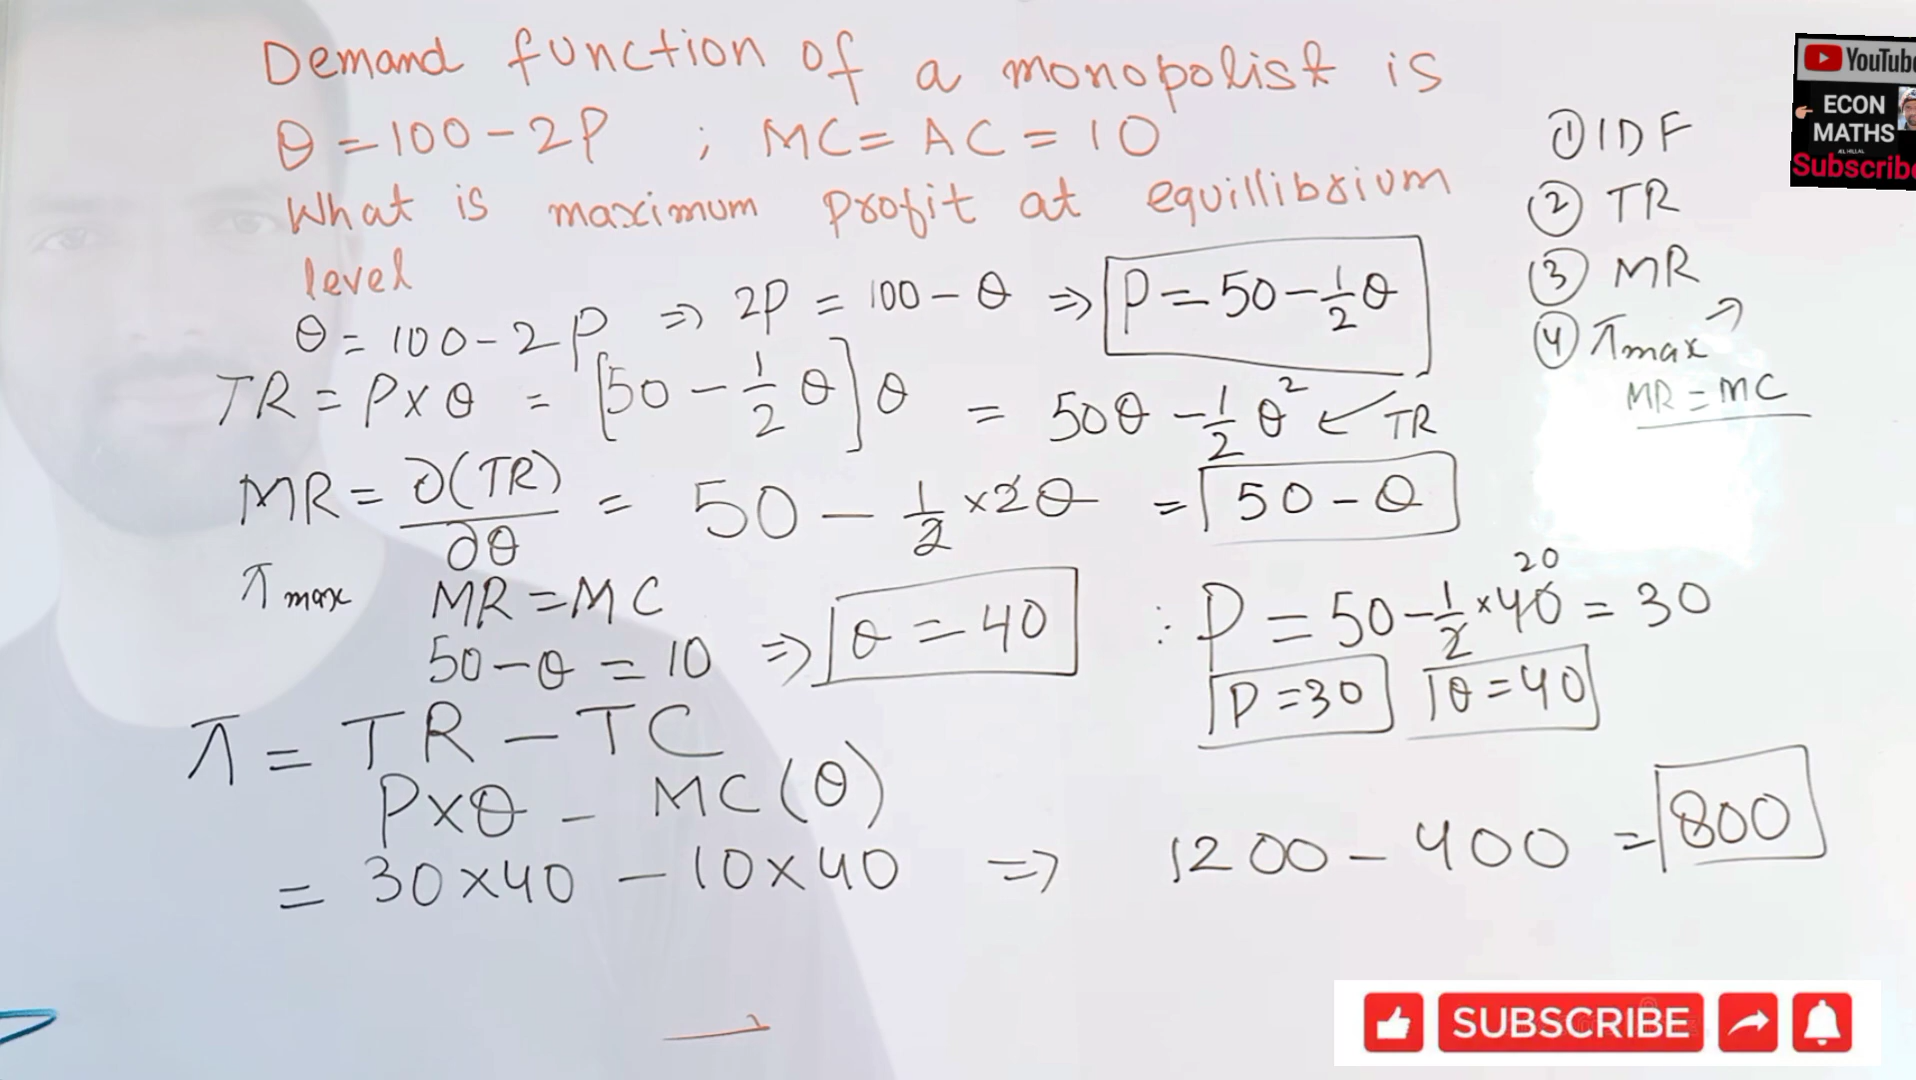 Demand function of a monopolist is
Q = 100 - 2P ; MC = AC = 10
What is maximum profit at equillibrium
level
Q = 100 - 2P ⇒ 2P = 100 - Q ⇒ P = 50 - 1/2 Q
TR = P x Q = [50 - 1/2 Q] Q = 50Q - 1/2 Q² ← TR
MR = ∂(TR)/∂Q = 50 - 1/2 x 2Q = 50 - Q
π max MR = MC
50 - Q = 10 ⇒ Q = 40
∴ P = 50 - 1/2 x 40 = 30
20
P = 30 Q = 40
π = TR - TC
P x Q - MC (Q)
= 30 x 40 - 10 x 40 ⇒ 1200 - 400 = 800
① IDF
② TR
③ MR
④ π max →
MR = MC
YouTube
ECON
MATHS
Subscribe
SUBSCRIBE